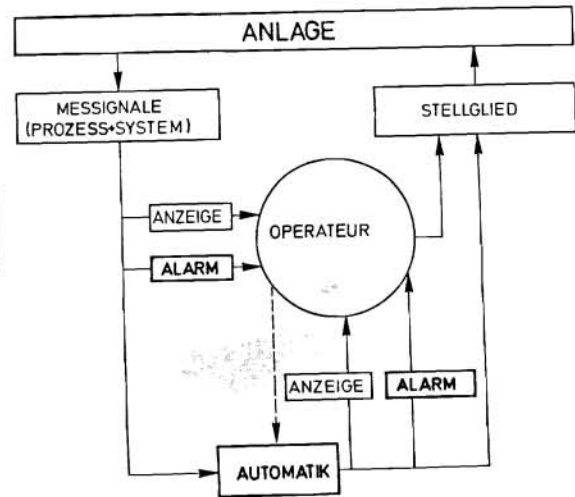 ANLAGE
MESSIGNALE
(PROZESS+SYSTEM)
STELLGLIED
ANZEIGE
OPERATEUR
ALARM
ANZEIGE
ALARM
AUTOMATIK